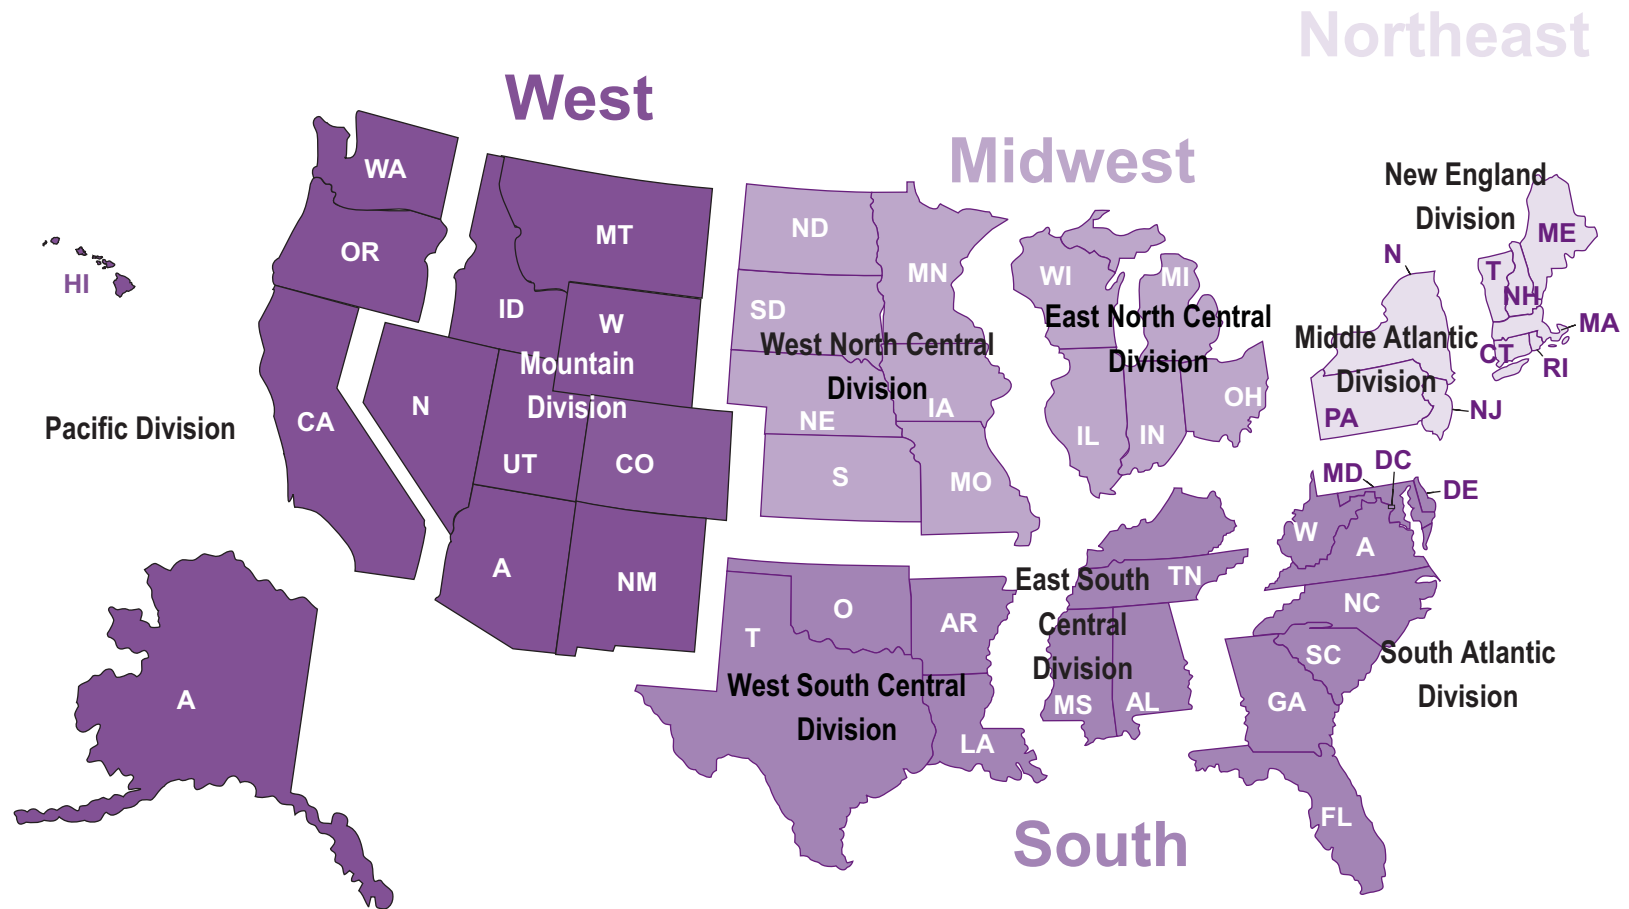 Northeast
West
Midwest
New England
Division
WA
MT
ND
MN
WI
MI
ME
N
T
NH
OR
HI
ID
W
SD
MA
Mountain
Division
West North Central
Division
East North Central
Division
Middle Atlantic
Division
CT
RI
Pacific Division
CA
N
UT
CO
NE
IA
S
MO
IL
IN
OH
PA
NJ
MD
DC
DE
W
A
A
NM
A
T
O
AR
LA
West South Central
Division
East South
Central
Division
TN
MS
AL
NC
SC
GA
FL
South Atlantic
Division
South